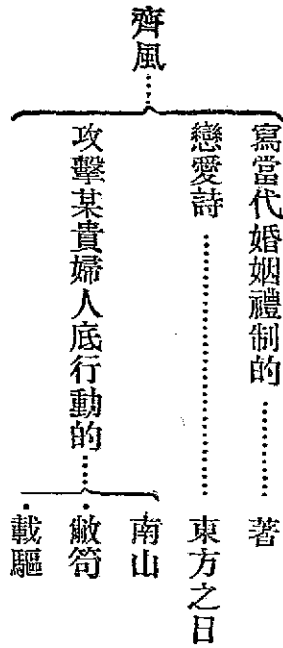 齊風……
寫當代婚姻禮制的………著
戀愛詩………………東方之日
攻擊某貴婦人底行動的……
南山
敝笱
載驅